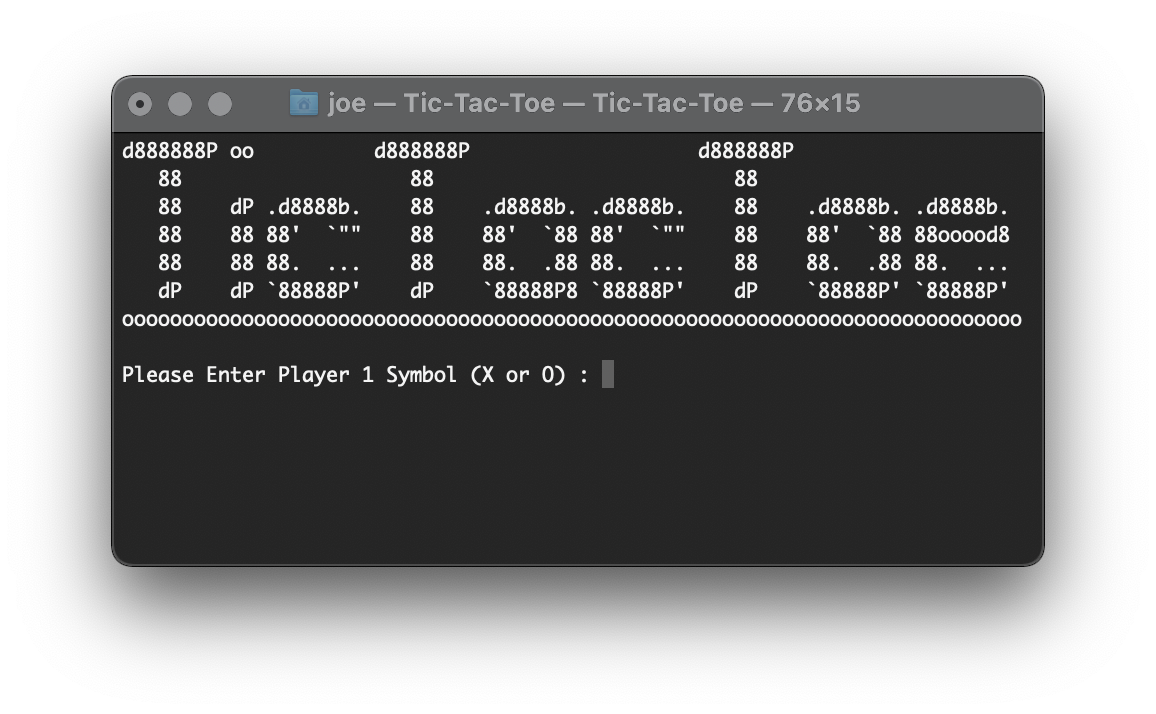 joe — Tic-Tac-Toe — Tic-Tac-Toe — 76×15
d888888P oo          d888888P                   d888888P
   88                   88                         88
   88    dP .d8888b.    88    .d8888b. .d8888b.    88    .d8888b. .d8888b.
   88    88 88'  `""    88    88'  `88 88'  `""    88    88'  `88 88ooood8
   88    88 88.  ...    88    88.  .88 88.  ...    88    88.  .88 88.  ...
   dP    dP `88888P'    dP    `88888P8 `88888P'    dP    `88888P' `88888P'
ooooooooooooooooooooooooooooooooooooooooooooooooooooooooooooooooooooooooooo
Please Enter Player 1 Symbol (X or O) :